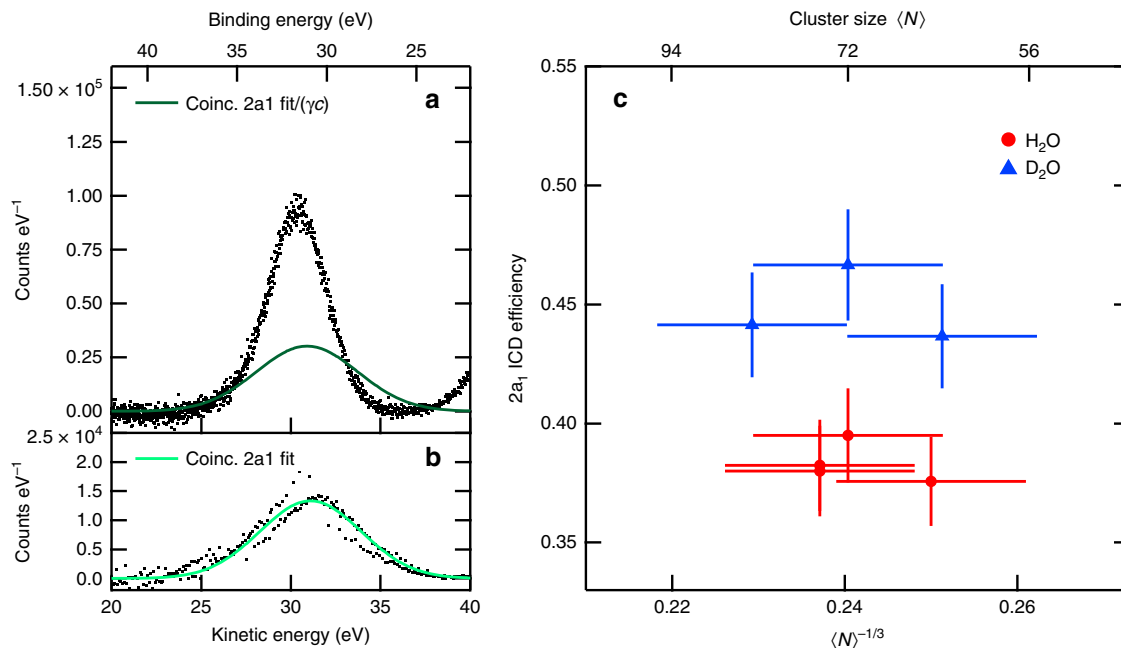 Binding energy (eV)
40 35 30 25
1.50 × 10⁵
1.25
1.00
0.75
0.50
0.25
0.00
Counts eV⁻¹
Coinc. 2a1 fit/(γc)
a
2.5 × 10⁴
2.0
1.5
1.0
0.5
0.0
Counts eV⁻¹
Coinc. 2a1 fit
b
20 25 30 35 40
Kinetic energy (eV)
Cluster size ⟨N⟩
94 72 56
0.55
0.50
0.45
0.40
0.35
2a₁ ICD efficiency
c
H₂O
D₂O
0.22 0.24 0.26
⟨N⟩⁻¹/³